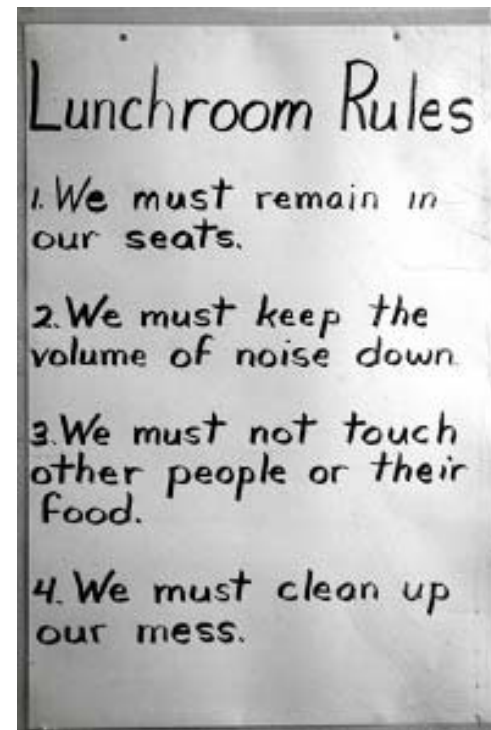 Lunchroom Rules
1. We must remain in
our seats.
2. We must keep the
volume of noise down
3. We must not touch
other people or their
food.
4. We must clean up
our mess.